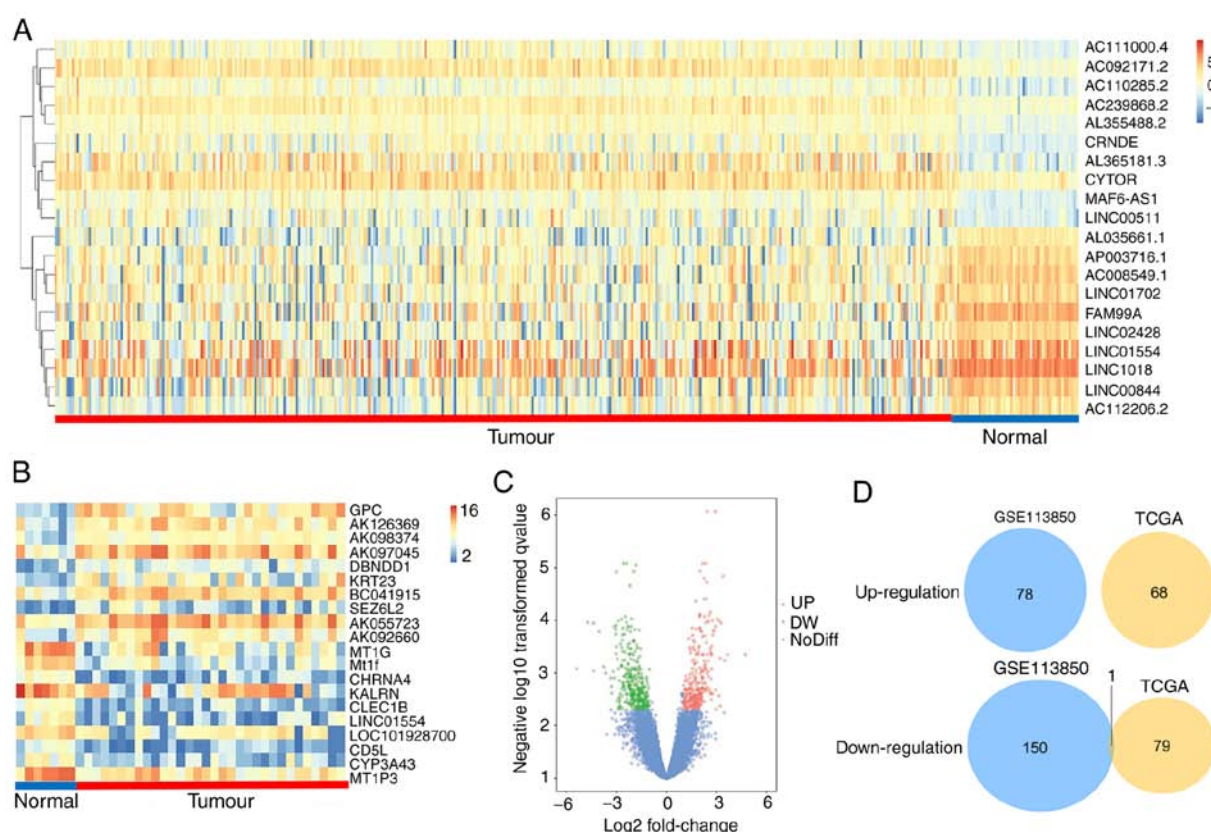 A
AC111000.4
AC092171.2
AC110285.2
AC239868.2
AL355488.2
CRNDE
AL365181.3
CYTOR
MAF6-AS1
LINC00511
AL035661.1
AP003716.1
AC008549.1
LINC01702
FAM99A
LINC02428
LINC01554
LINC1018
LINC00844
AC112206.2
5
0
Tumour
Normal
B
GPC
AK126369
AK098374
AK097045
DBNDD1
KRT23
BC041915
SEZ6L2
AK055723
AK092660
MT1G
Mt1f
CHRNA4
KALRN
CLEC1B
LINC01554
LOC101928700
CD5L
CYP3A43
MT1P3
16
2
Normal
Tumour
C
Negative log10 transformed qvalue
6
5
4
3
2
1
−6
−3
0
3
6
Log2 fold-change
UP
DW
NoDiff
D
GSE113850
TCGA
Up-regulation
78
68
GSE113850
1
TCGA
Down-regulation
150
79